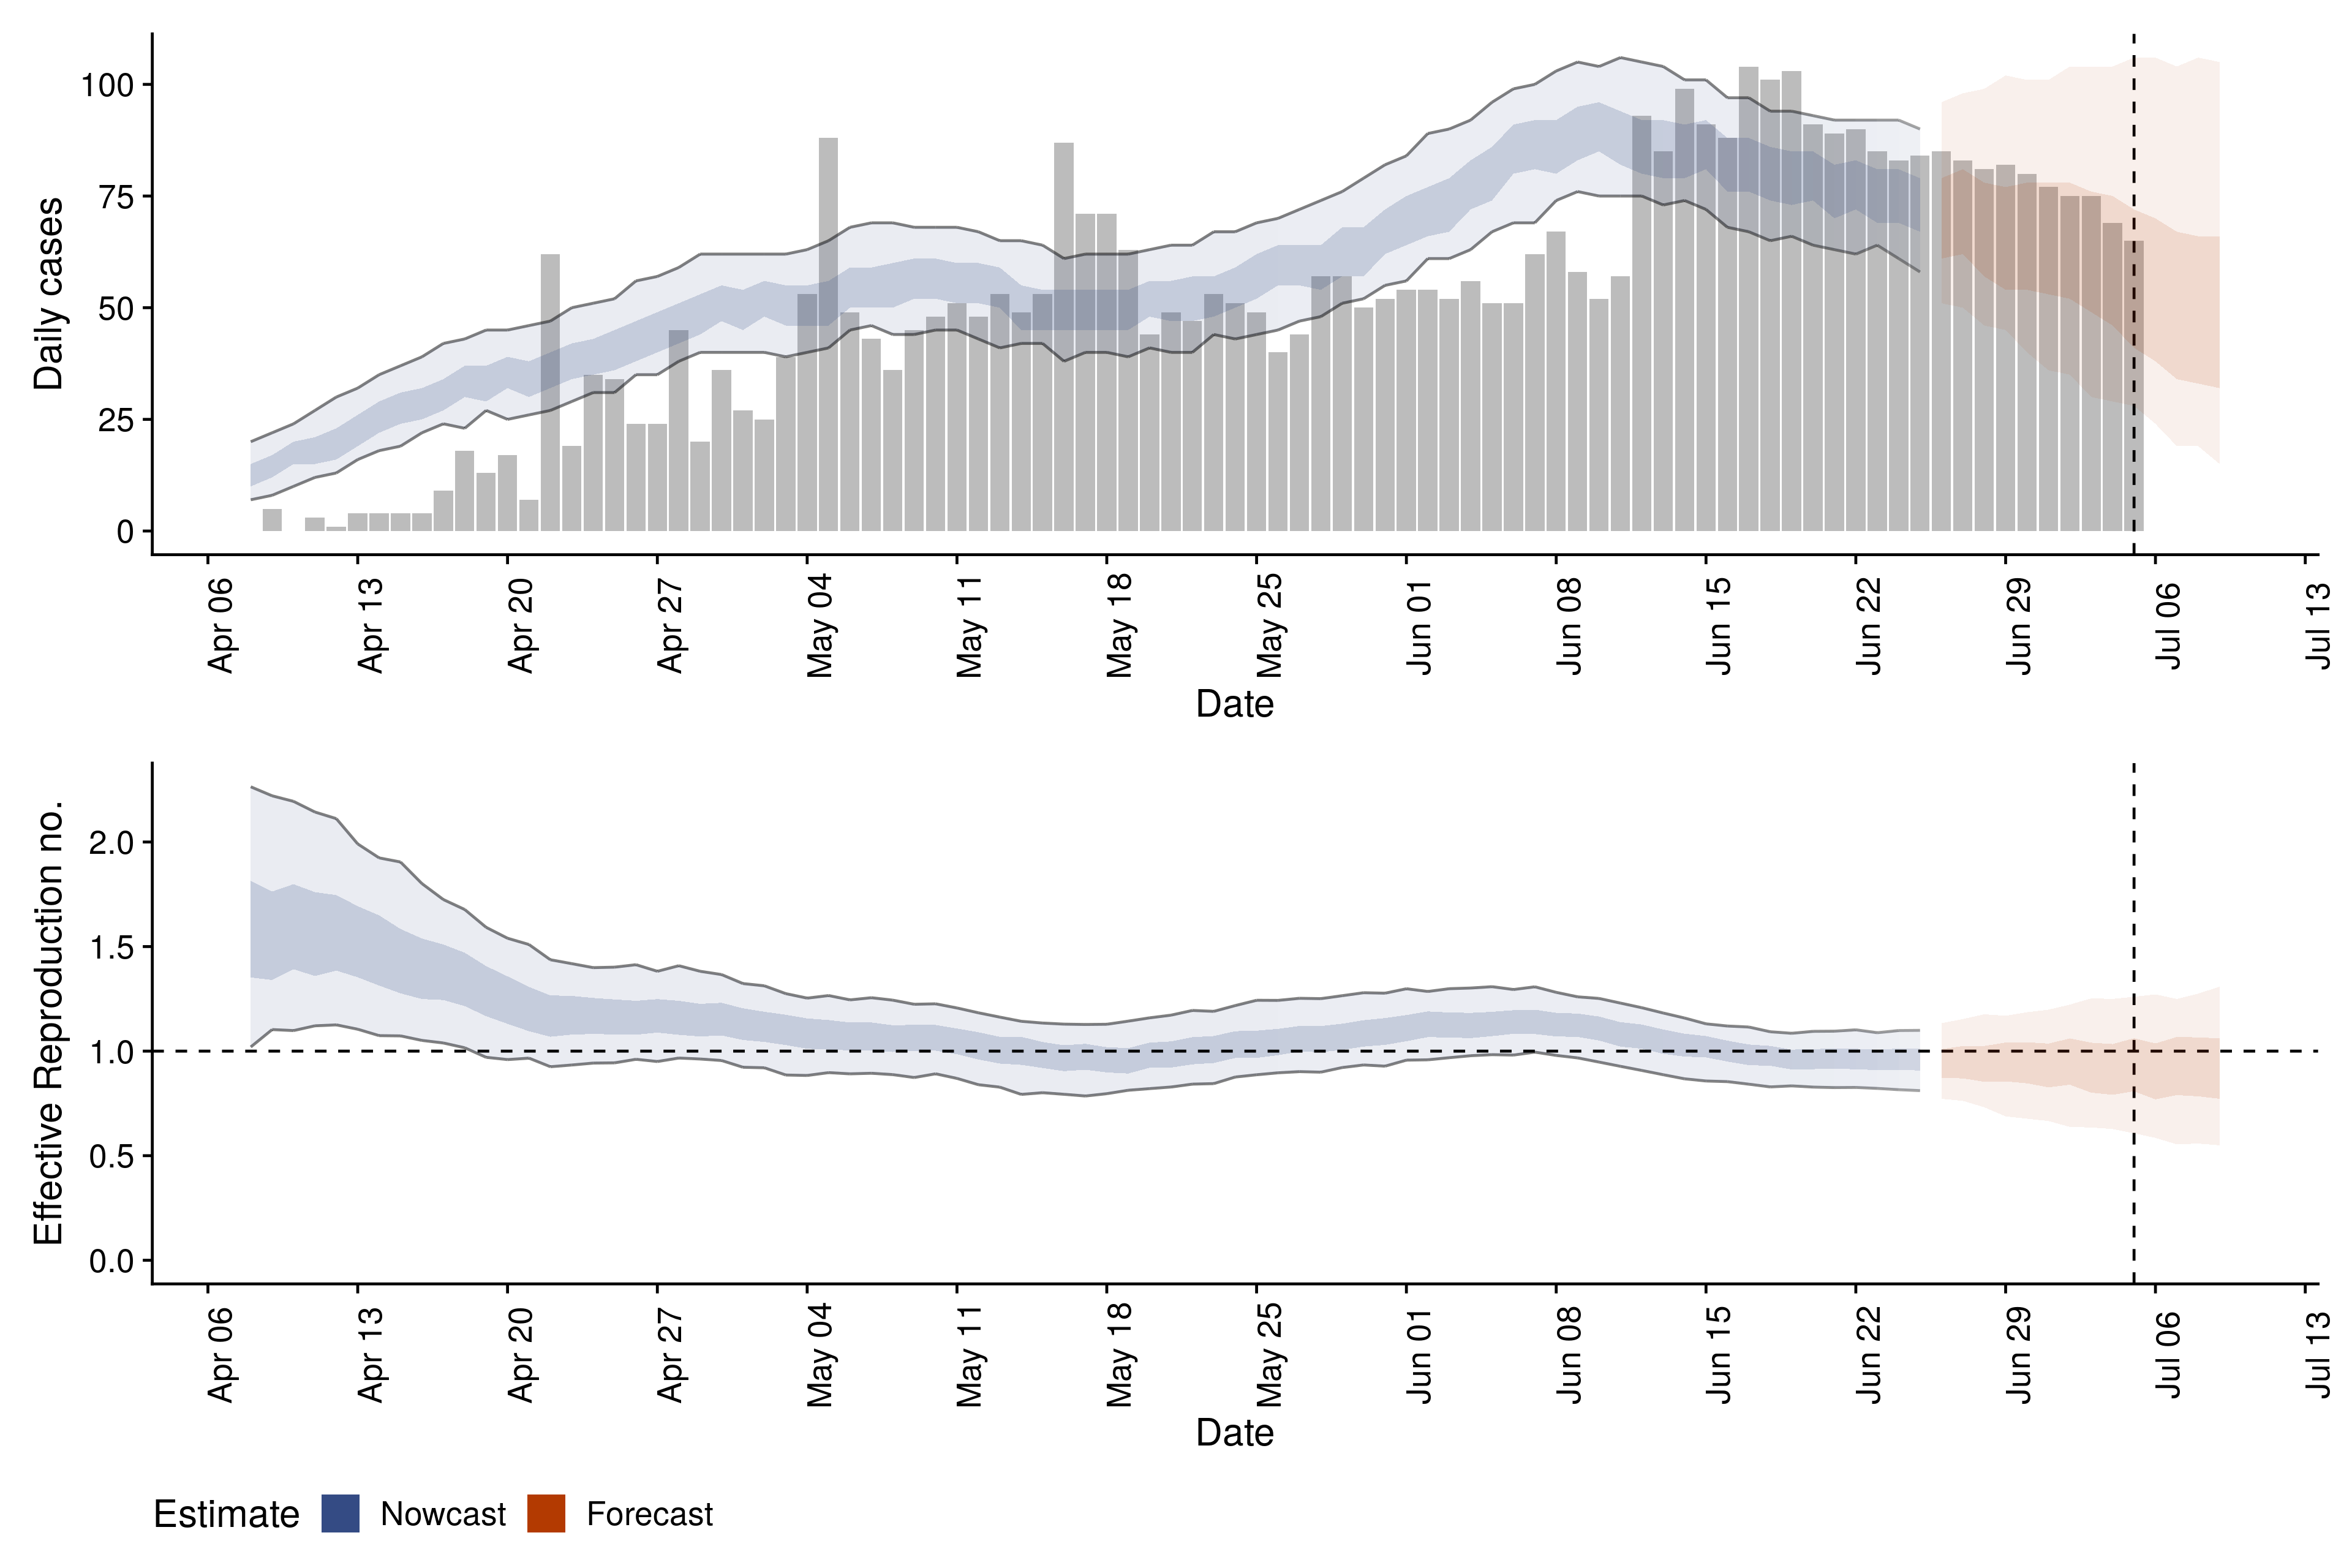 Daily cases
100
75
50
25
0
Apr 06 Apr 13 Apr 20 Apr 27 May 04 May 11 May 18 May 25 Jun 01 Jun 08 Jun 15 Jun 22 Jun 29 Jul 06 Jul 13
Date
Effective Reproduction no.
2.0
1.5
1.0
0.5
0.0
Apr 06 Apr 13 Apr 20 Apr 27 May 04 May 11 May 18 May 25 Jun 01 Jun 08 Jun 15 Jun 22 Jun 29 Jul 06 Jul 13
Date
Estimate Nowcast Forecast